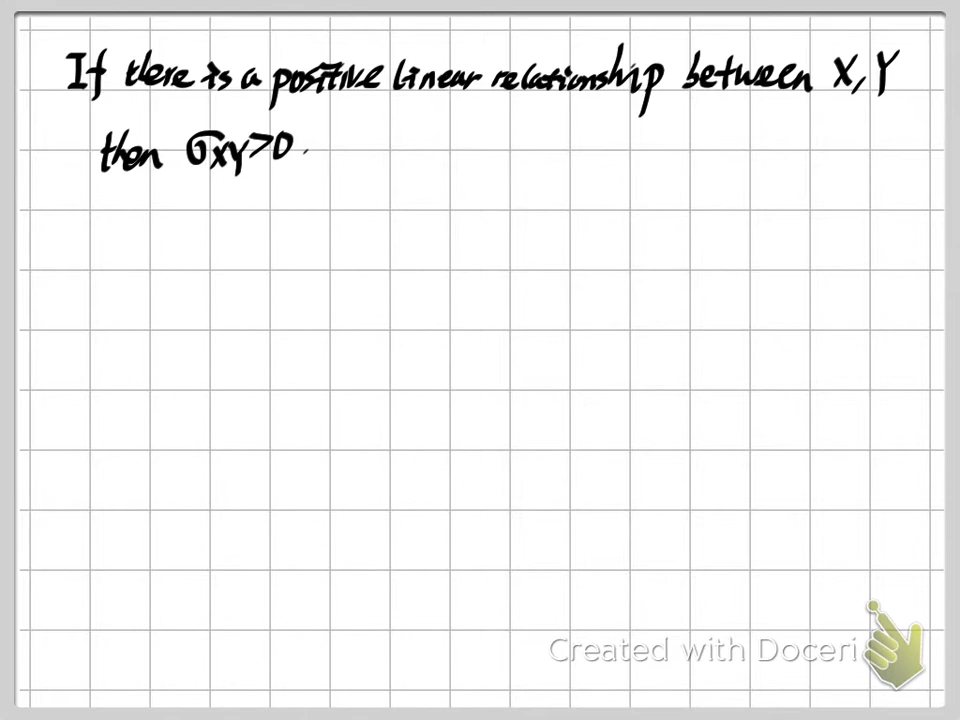 If there is a positive linear relationship between X, Y
then σXY>0.
Created with Doceri